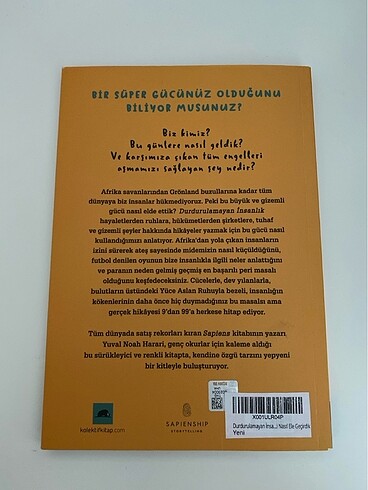 BİR SÜPER GÜCÜNÜZ OLDUĞUNU
BİLİYOR MUSUNUZ?
Biz kimiz?
Bu günlere nasıl geldik?
Ve karşımıza çıkan tüm engelleri
aşmamızı sağlayan şey nedir?
Afrika savanlarından Grönland buzullarına kadar tüm
dünyaya biz insanlar hükmediyoruz. Peki bu büyük ve gizemli
gücü nasıl elde ettik? Durdurulamayan İnsanlık
hayaletlerden ruhlara, hükümetlerden şirketlere, tuhaf
ve gizemli şeyler hakkında hikâyeler yazmak için bu gücü nasıl
kullandığımızı anlatıyor. Afrika'dan yola çıkan insanların
izini sürerek ateş sayesinde midemizin nasıl küçüldüğünü,
futbol denilen oyunun bize insanlıkla ilgili neler anlattığını
ve paranın neden gelmiş geçmiş en başarılı peri masalı
olduğunu keşfedeceksiniz. Cücelerle, dev yılanlarla,
bulutların üstündeki Yüce Aslan Ruhuyla bezeli, insanlığın
kökenlerinin daha önce hiç duymadığınız bu masalsı ama
gerçek hikâyesi 9'dan 99'a herkese hitap ediyor.
Tüm dünyada satış rekorları kıran Sapiens kitabının yazarı,
Yuval Noah Harari, genç okurlar için kaleme aldığı
bu sürükleyici ve renkli kitapta, kendine özgü tarzını yepyeni
bir kitleyle buluşturuyor.
kolektifkitap.com
SAPIENSHIP
STORYTELLING
X001ULR04P
Durdurulamayan İnsa...ı Nasıl Ele Geçirdik
Yeni